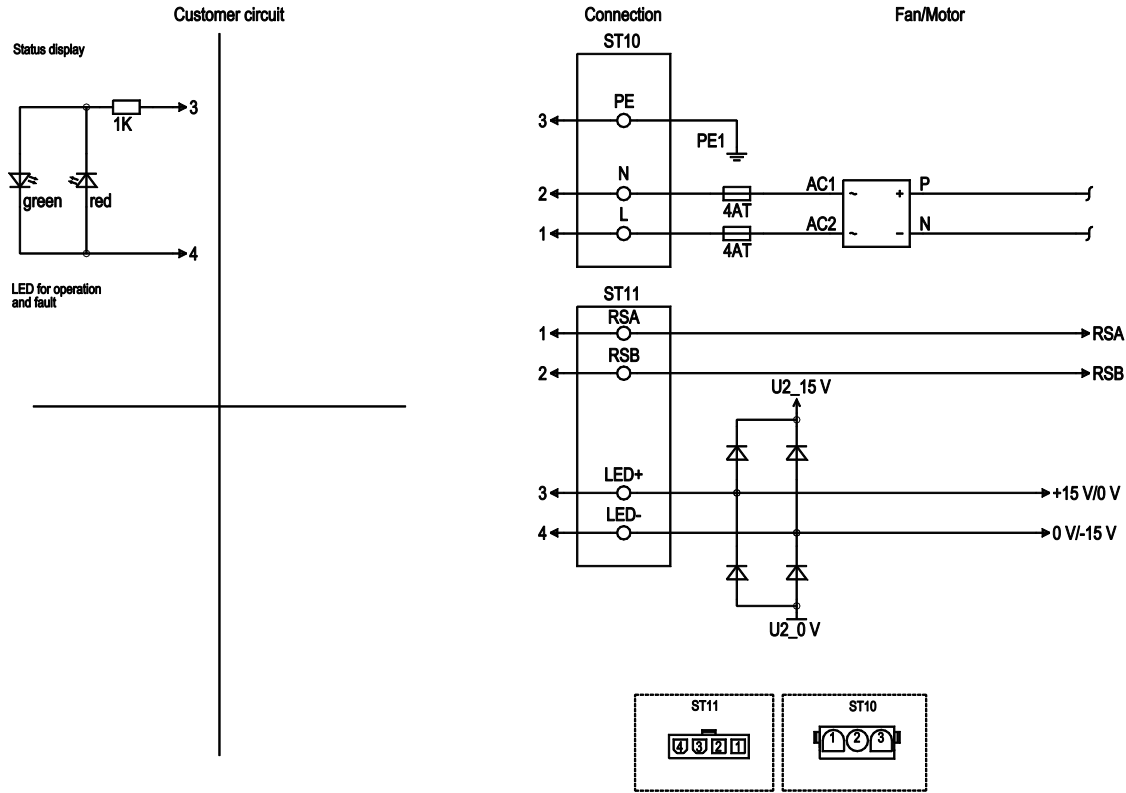 Customer circuit
Connection
Fan/Motor
Status display
3
1K
green
red
4
LED for operation
and fault
ST10
PE
3
PE1
N
2
4AT
AC1
~
+
P
L
1
4AT
AC2
~
–
N
ST11
RSA
1
RSA
RSB
2
RSB
U2_15 V
LED+
3
+15 V/0 V
LED-
4
0 V/-15 V
U2_0 V
ST11
4 3 2 1
ST10
1 2 3